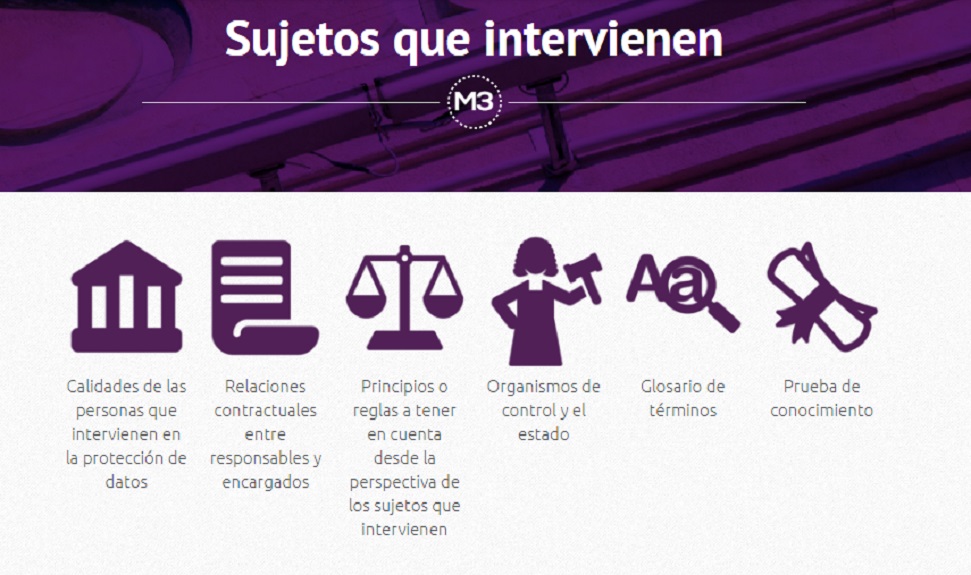 Sujetos que intervienen
M3
Aa
Calidades de las
personas que
intervienen en
la protección de
datos
Relaciones
contractuales
entre
responsables y
encargados
Principios o
reglas a tener
en cuenta
desde la
perspectiva de
los sujetos que
intervienen
Organismos de
control y el
estado
Glosario de
términos
Prueba de
conocimiento